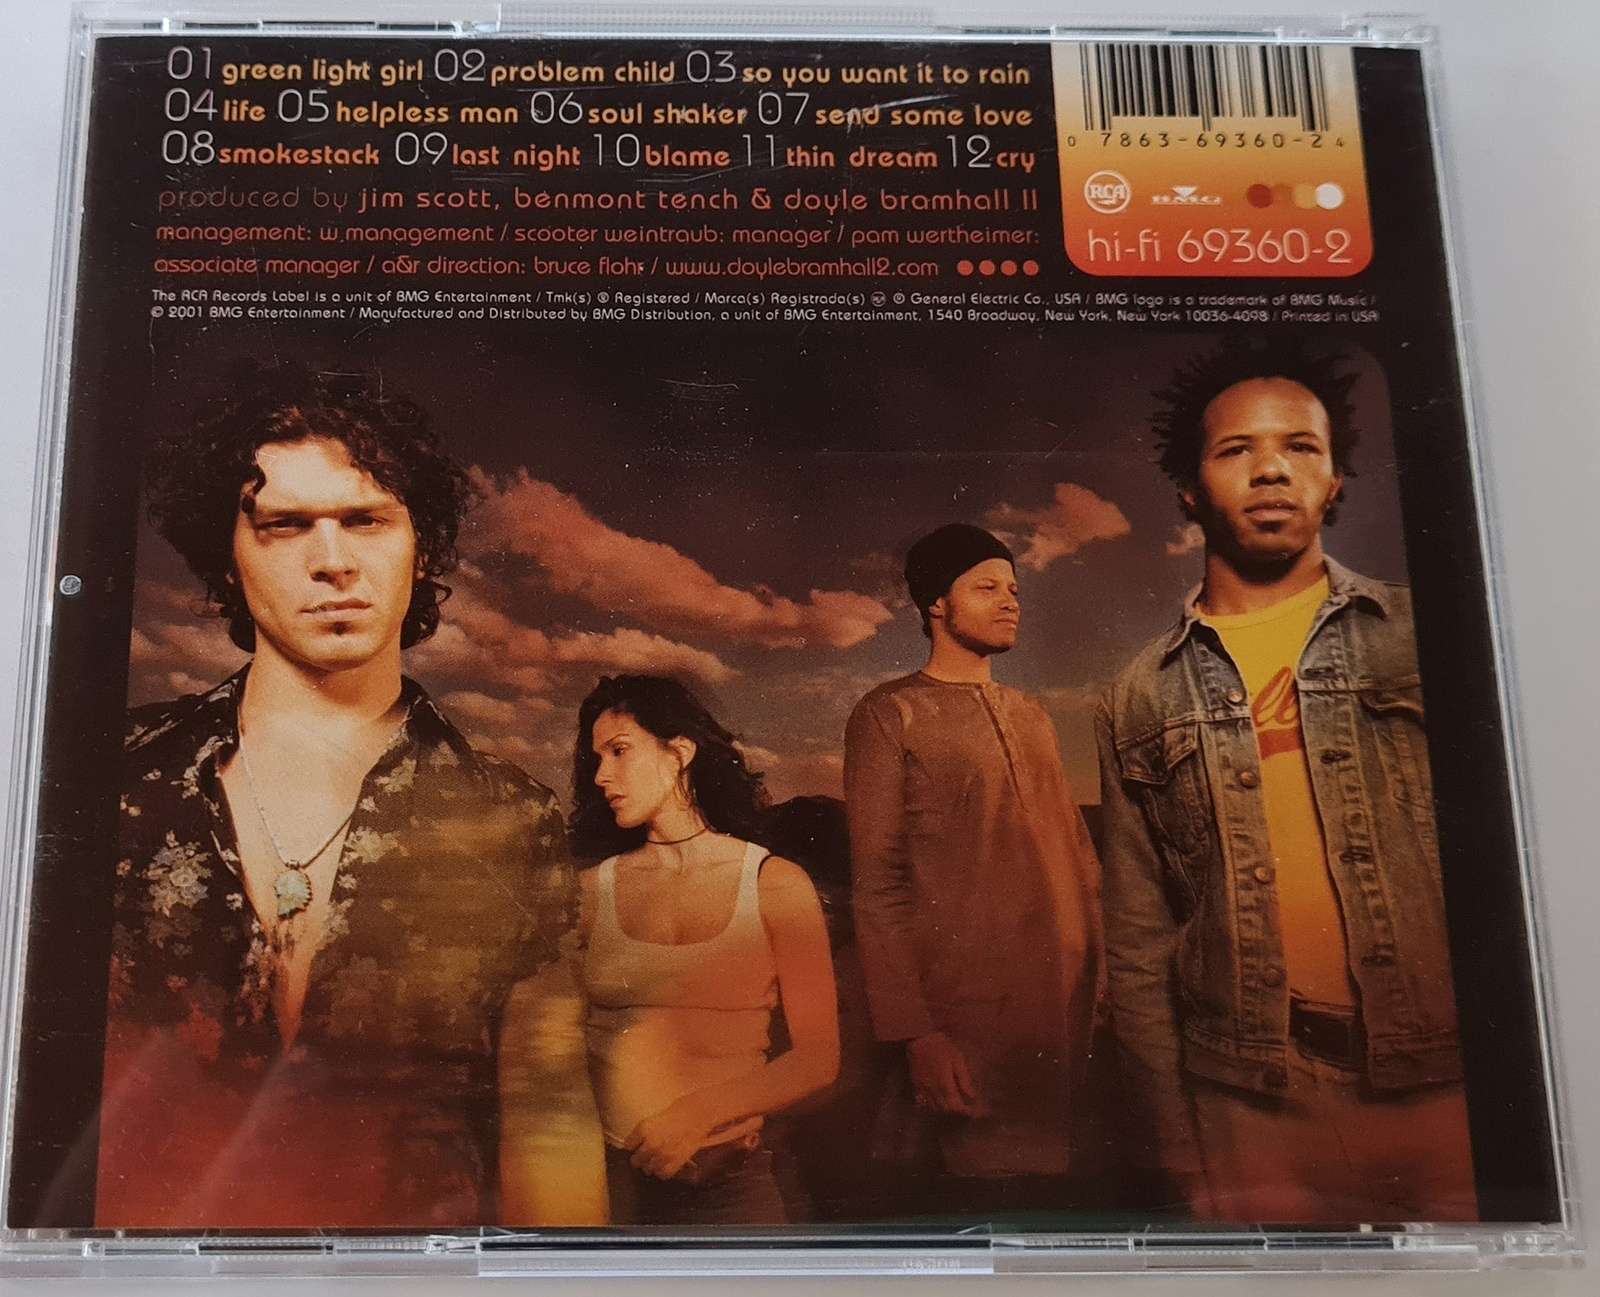 01 green light girl 02 problem child 03 so you want it to rain
04 life 05 helpless man 06 soul shaker 07 send some love
08 smokestack 09 last night 10 blame 11 thin dream 12 cry
produced by jim scott, benmont tench & doyle bramhall II
management: w.management / scooter weintraub: manager / pam wertheimer:
associate manager / a&r direction: bruce flohr / www.doylebramhall2.com
The RCA Records Label is a unit of BMG Entertainment / Tmk(s) ® Registered / Marca(s) Registrada(s) RCA ® General Electric Co., USA / BMG logo is a trademark of BMG Music /
© 2001 BMG Entertainment / Manufactured and Distributed by BMG Distribution, a unit of BMG Entertainment, 1540 Broadway, New York, New York 10036-4098 / Printed in USA
0 7863-69360-2 4
RCA BMG
hi-fi 69360-2